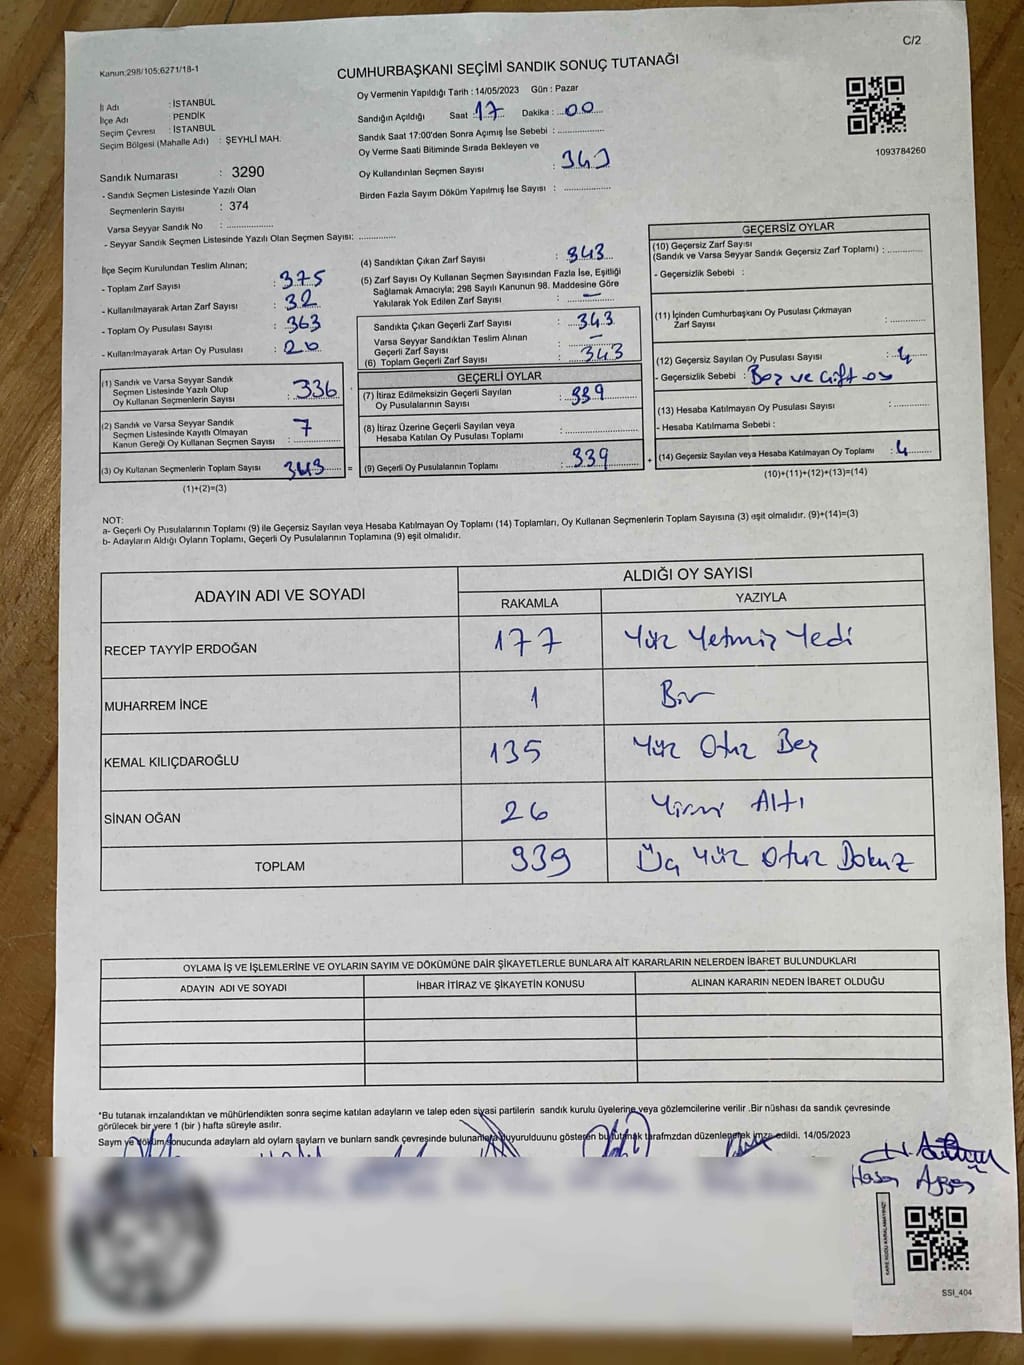 C/2
Kanun:298/105:6271/18-1
CUMHURBAŞKANI SEÇİMİ SANDIK SONUÇ TUTANAĞI
İl Adı : İSTANBUL
İlçe Adı : PENDİK
Seçim Çevresi : İSTANBUL
Seçim Bölgesi (Mahalle Adı) : ŞEYHLİ MAH.
Sandık Numarası : 3290
- Sandık Seçmen Listesinde Yazılı Olan
Seçmenlerin Sayısı : 374
Varsa Seyyar Sandık No : ..................
- Seyyar Sandık Seçmen Listesinde Yazılı Olan Seçmen Sayısı: ..............
Oy Vermenin Yapıldığı Tarih : 14/05/2023 Gün : Pazar
Sandığın Açıldığı Saat : 17 Dakika : 00
Sandık Saat 17:00'den Sonra Açımış İse Sebebi : ..................
Oy Verme Saati Bitiminde Sırada Bekleyen ve
Oy Kullandırılan Seçmen Sayısı : 343
Birden Fazla Sayım Döküm Yapılmış İse Sayısı : ..................
1093784260
İlçe Seçim Kurulundan Teslim Alınan;
- Toplam Zarf Sayısı : 375
- Kullanılmayarak Artan Zarf Sayısı : 32
- Toplam Oy Pusulası Sayısı : 363
- Kullanılmayarak Artan Oy Pusulası : 20
(1) Sandık ve Varsa Seyyar Sandık
Seçmen Listesinde Yazılı Olup
Oy Kullanan Seçmenlerin Sayısı : 336
(2) Sandık ve Varsa Seyyar Sandık
Seçmen Listesinde Kayıtlı Olmayan
Kanun Gereği Oy Kullanan Seçmen Sayısı : 7
(3) Oy Kullanan Seçmenlerin Toplam Sayısı : 343 =
(1)+(2)=(3)
(4) Sandıktan Çıkan Zarf Sayısı : 343
(5) Zarf Sayısı Oy Kullanan Seçmen Sayısından Fazla İse, Eşitliği
Sağlamak Amacıyla; 298 Sayılı Kanunun 98. Maddesine Göre
Yakılarak Yok Edilen Zarf Sayısı : —
Sandıkta Çıkan Geçerli Zarf Sayısı : 343
Varsa Seyyar Sandıktan Teslim Alınan
Geçerli Zarf Sayısı : —
(6) Toplam Geçerli Zarf Sayısı : 343
GEÇERLİ OYLAR
(7) İtiraz Edilmeksizin Geçerli Sayılan
Oy Pusulalarının Sayısı : 339
(8) İtiraz Üzerine Geçerli Sayılan veya
Hesaba Katılan Oy Pusulası Toplamı : ..................
(9) Geçerli Oy Pusulalarının Toplamı : 339 +
GEÇERSİZ OYLAR
(10) Geçersiz Zarf Sayısı
(Sandık ve Varsa Seyyar Sandık Geçersiz Zarf Toplamı) : ..............
- Geçersizlik Sebebi :
(11) İçinden Cumhurbaşkanı Oy Pusulası Çıkmayan
Zarf Sayısı : ..............
(12) Geçersiz Sayılan Oy Pusulası Sayısı : 4
- Geçersizlik Sebebi : Boş ve çift oy
(13) Hesaba Katılmayan Oy Pusulası Sayısı : ..............
- Hesaba Katılmama Sebebi :
(14) Geçersiz Sayılan veya Hesaba Katılmayan Oy Toplamı : 4
(10)+(11)+(12)+(13)=(14)
NOT:
a- Geçerli Oy Pusulalarının Toplamı (9) ile Geçersiz Sayılan veya Hesaba Katılmayan Oy Toplamı (14) Toplamları, Oy Kullanan Seçmenlerin Toplam Sayısına (3) eşit olmalıdır. (9)+(14)=(3)
b- Adayların Aldığı Oyların Toplamı, Geçerli Oy Pusulalarının Toplamına (9) eşit olmalıdır.
ADAYIN ADI VE SOYADI ALDIĞI OY SAYISI
RAKAMLA YAZIYLA
RECEP TAYYİP ERDOĞAN 177 Yüz Yetmiş Yedi
MUHARREM İNCE 1 Bir
KEMAL KILIÇDAROĞLU 135 Yüz Otuz Beş
SİNAN OĞAN 26 Yirmi Altı
TOPLAM 339 Üç Yüz Otuz Dokuz
OYLAMA İŞ VE İŞLEMLERİNE VE OYLARIN SAYIM VE DÖKÜMÜNE DAİR ŞİKAYETLERLE BUNLARA AİT KARARLARIN NELERDEN İBARET BULUNDUKLARI
ADAYIN ADI VE SOYADI İHBAR İTİRAZ VE ŞİKAYETİN KONUSU ALINAN KARARIN NEDEN İBARET OLDUĞU
*Bu tutanak imzalandıktan ve mühürlendikten sonra seçime katılan adayların ve talep eden siyasi partilerin sandık kurulu üyelerine veya gözlemcilerine verilir .Bir nüshası da sandık çevresinde
görülecek bir yere 1 (bir ) hafta süreyle asılır.
Saym ve döküm sonucunda adayların ald oyların sayların ve bunların sandk çevresinde bulunanlara duyurulduunu gösteren bu tutnak tarafmzdan düzenlenerek imza edildi. 14/05/2023
Hasan
KARE KODU KARALAMAYINIZ!
SSI_404